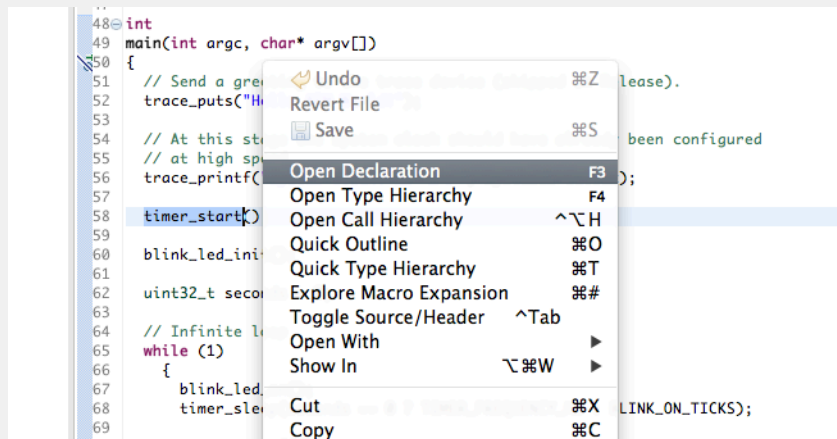 48 int
49 main(int argc, char* argv[])
50 {
51 // Send a gre
Undo ⌘Z
lease).
52 trace_puts("H
Revert File
53
Save ⌘S
54 // At this st
been configured
55 // at high sp
56 trace_printf(
Open Declaration F3
);
57
Open Type Hierarchy F4
58 timer_start()
Open Call Hierarchy ^⌥H
59
Quick Outline ⌘O
60 blink_led_ini
61
Quick Type Hierarchy ⌘T
62 uint32_t seco
Explore Macro Expansion ⌘#
63
Toggle Source/Header ^Tab
64 // Infinite l
65 while (1)
Open With ▶
66 {
Show In ⌥⌘W ▶
67 blink_led_
68 timer_sle
Cut ⌘X
LINK_ON_TICKS);
69
Copy ⌘C